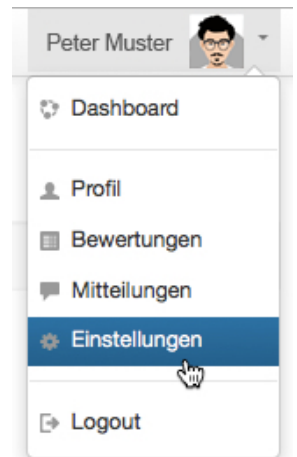 Peter Muster
Dashboard
Profil
Bewertungen
Mitteilungen
Einstellungen
Logout